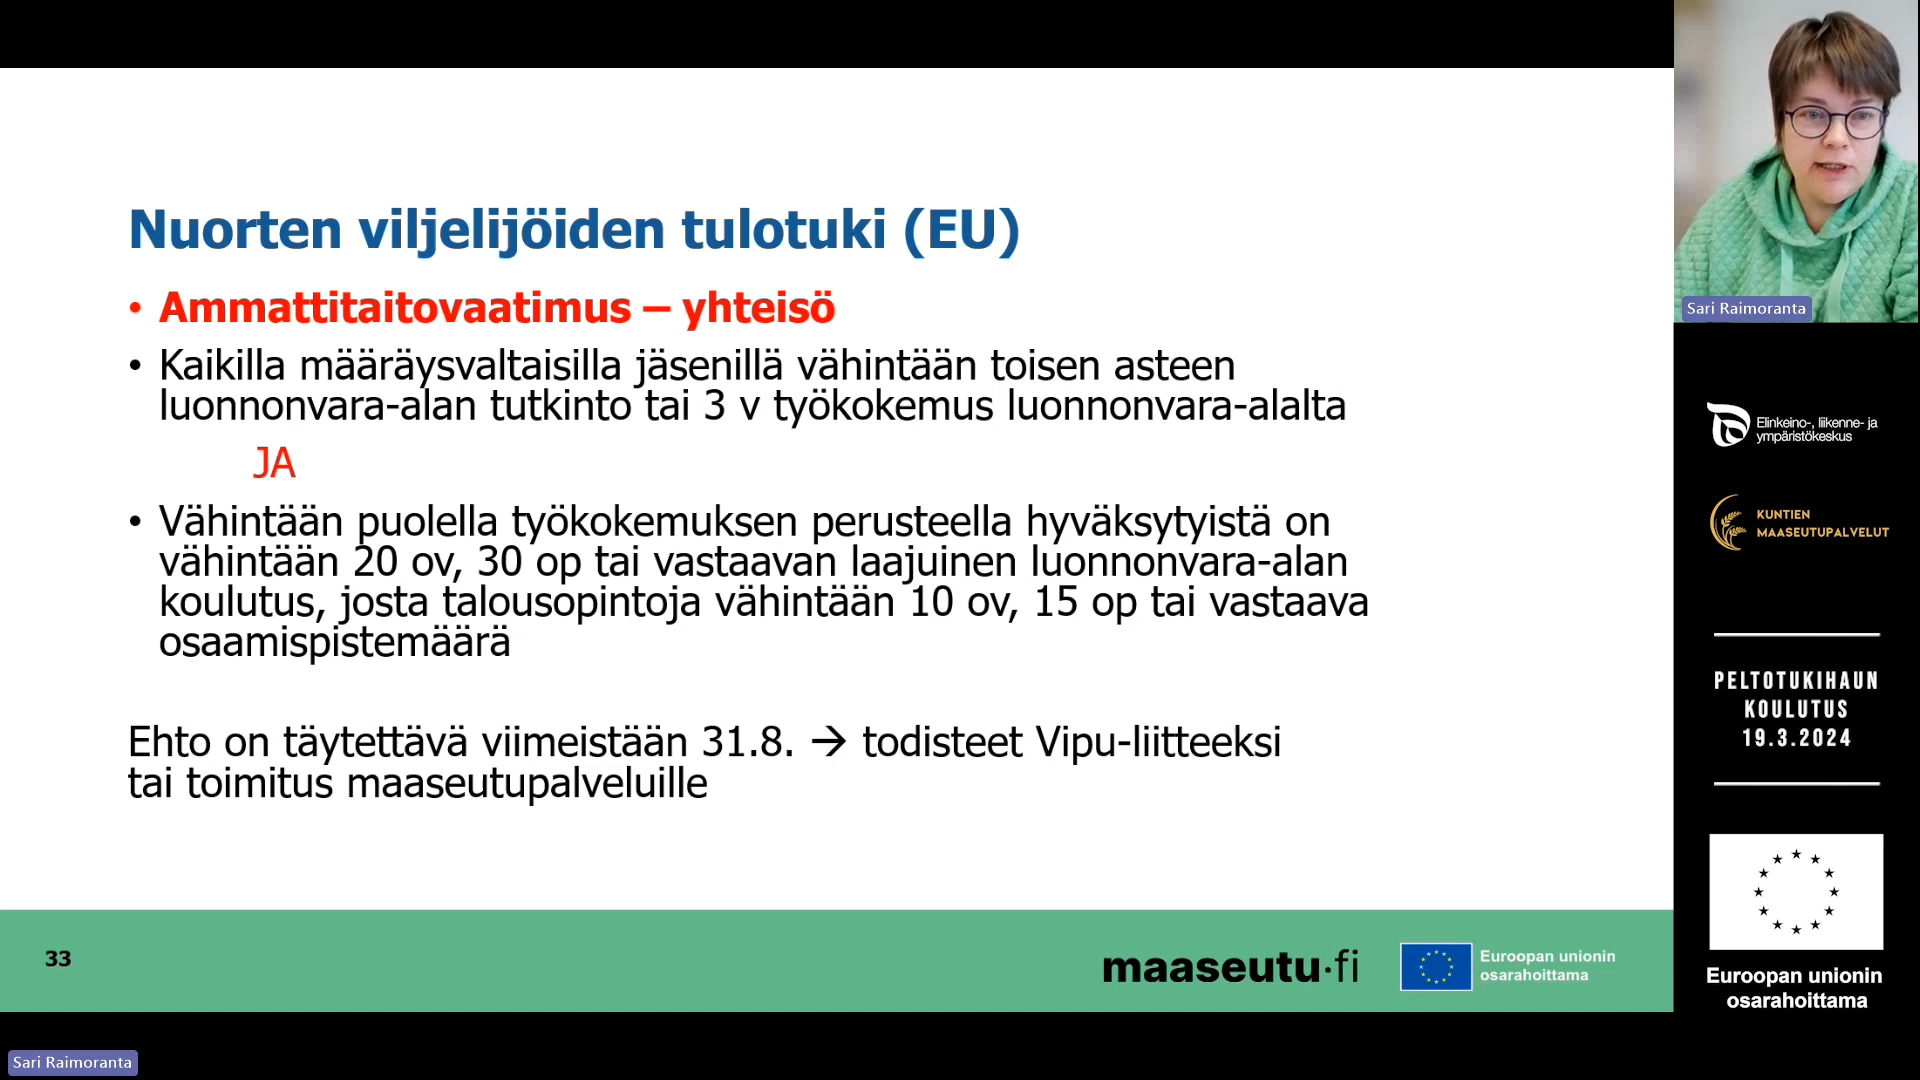 Nuorten viljelijöiden tulotuki (EU)
• Ammattitaitovaatimus – yhteisö
• Kaikilla määräysvaltaisilla jäsenillä vähintään toisen asteen
luonnonvara-alan tutkinto tai 3 v työkokemus luonnonvara-alalta
JA
• Vähintään puolella työkokemuksen perusteella hyväksytyistä on
vähintään 20 ov, 30 op tai vastaavan laajuinen luonnonvara-alan
koulutus, josta talousopintoja vähintään 10 ov, 15 op tai vastaava
osaamispistemäärä
Ehto on täytettävä viimeistään 31.8. → todisteet Vipu-liitteeksi
tai toimitus maaseutupalveluille
33
maaseutu.fi
Euroopan unionin
osarahoittama
Sari Raimoranta
Sari Raimoranta
Elinkeino-, liikenne- ja
ympäristökeskus
KUNTIEN
MAASEUTUPALVELUT
PELTOTUKIHAUN
KOULUTUS
19.3.2024
Euroopan unionin
osarahoittama